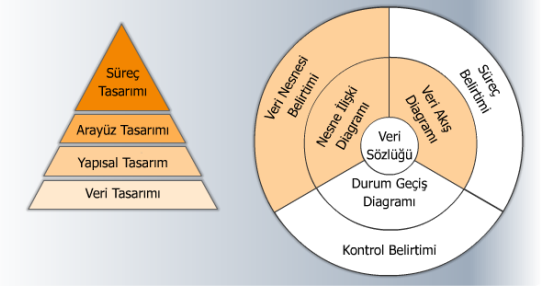 Süreç
Tasarımı
Arayüz Tasarımı
Yapısal Tasarım
Veri Tasarımı
Veri Nesnesi
Belirtimi
Nesne İlişki
Diagramı
Veri Akış
Diagramı
Süreç
Belirtimi
Veri
Sözlüğü
Durum Geçiş
Diagramı
Kontrol Belirtimi